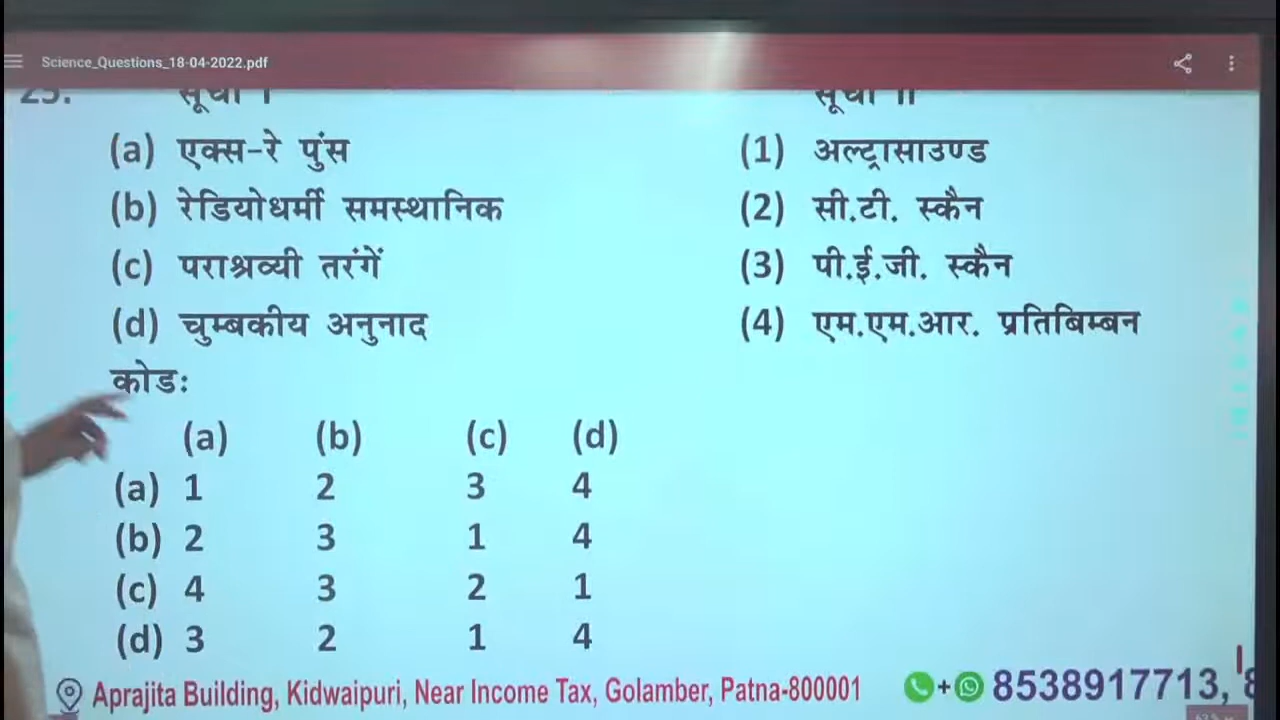 Science_Questions_18-04-2022.pdf
25. सूची I सूची II
(a) एक्स-रे पुंस (1) अल्ट्रासाउण्ड
(b) रेडियोधर्मी समस्थानिक (2) सी.टी. स्कैन
(c) पराश्रव्यी तरंगें (3) पी.ई.जी. स्कैन
(d) चुम्बकीय अनुनाद (4) एम.एम.आर. प्रतिबिम्बन
कोडः
(a) (b) (c) (d)
(a) 1 2 3 4
(b) 2 3 1 4
(c) 4 3 2 1
(d) 3 2 1 4
Aprajita Building, Kidwaipuri, Near Income Tax, Golamber, Patna-800001 + 8538917713,